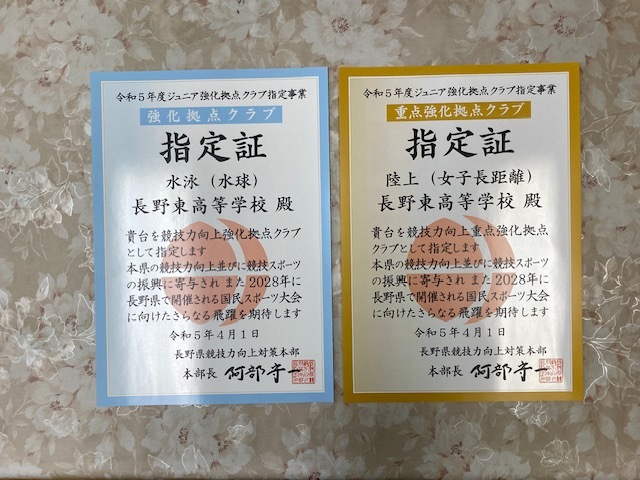 令和５年度ジュニア強化拠点クラブ指定事業
強化拠点クラブ
指定証
水泳（水球）
長野東高等学校 殿
貴台を競技力向上強化拠点クラブ
として指定します
本県の競技力向上並びに競技スポーツ
の振興に寄与され また2028年に
長野県で開催される国民スポーツ大会
に向けたさらなる飛躍を期待します
令和５年４月１日
長野県競技力向上対策本部
本部長 阿部守一
令和５年度ジュニア強化拠点クラブ指定事業
重点強化拠点クラブ
指定証
陸上（女子長距離）
長野東高等学校 殿
貴台を競技力向上重点強化拠点
クラブとして指定します
本県の競技力向上並びに競技スポーツ
の振興に寄与され また2028年に
長野県で開催される国民スポーツ大会
に向けたさらなる飛躍を期待します
令和５年４月１日
長野県競技力向上対策本部
本部長 阿部守一